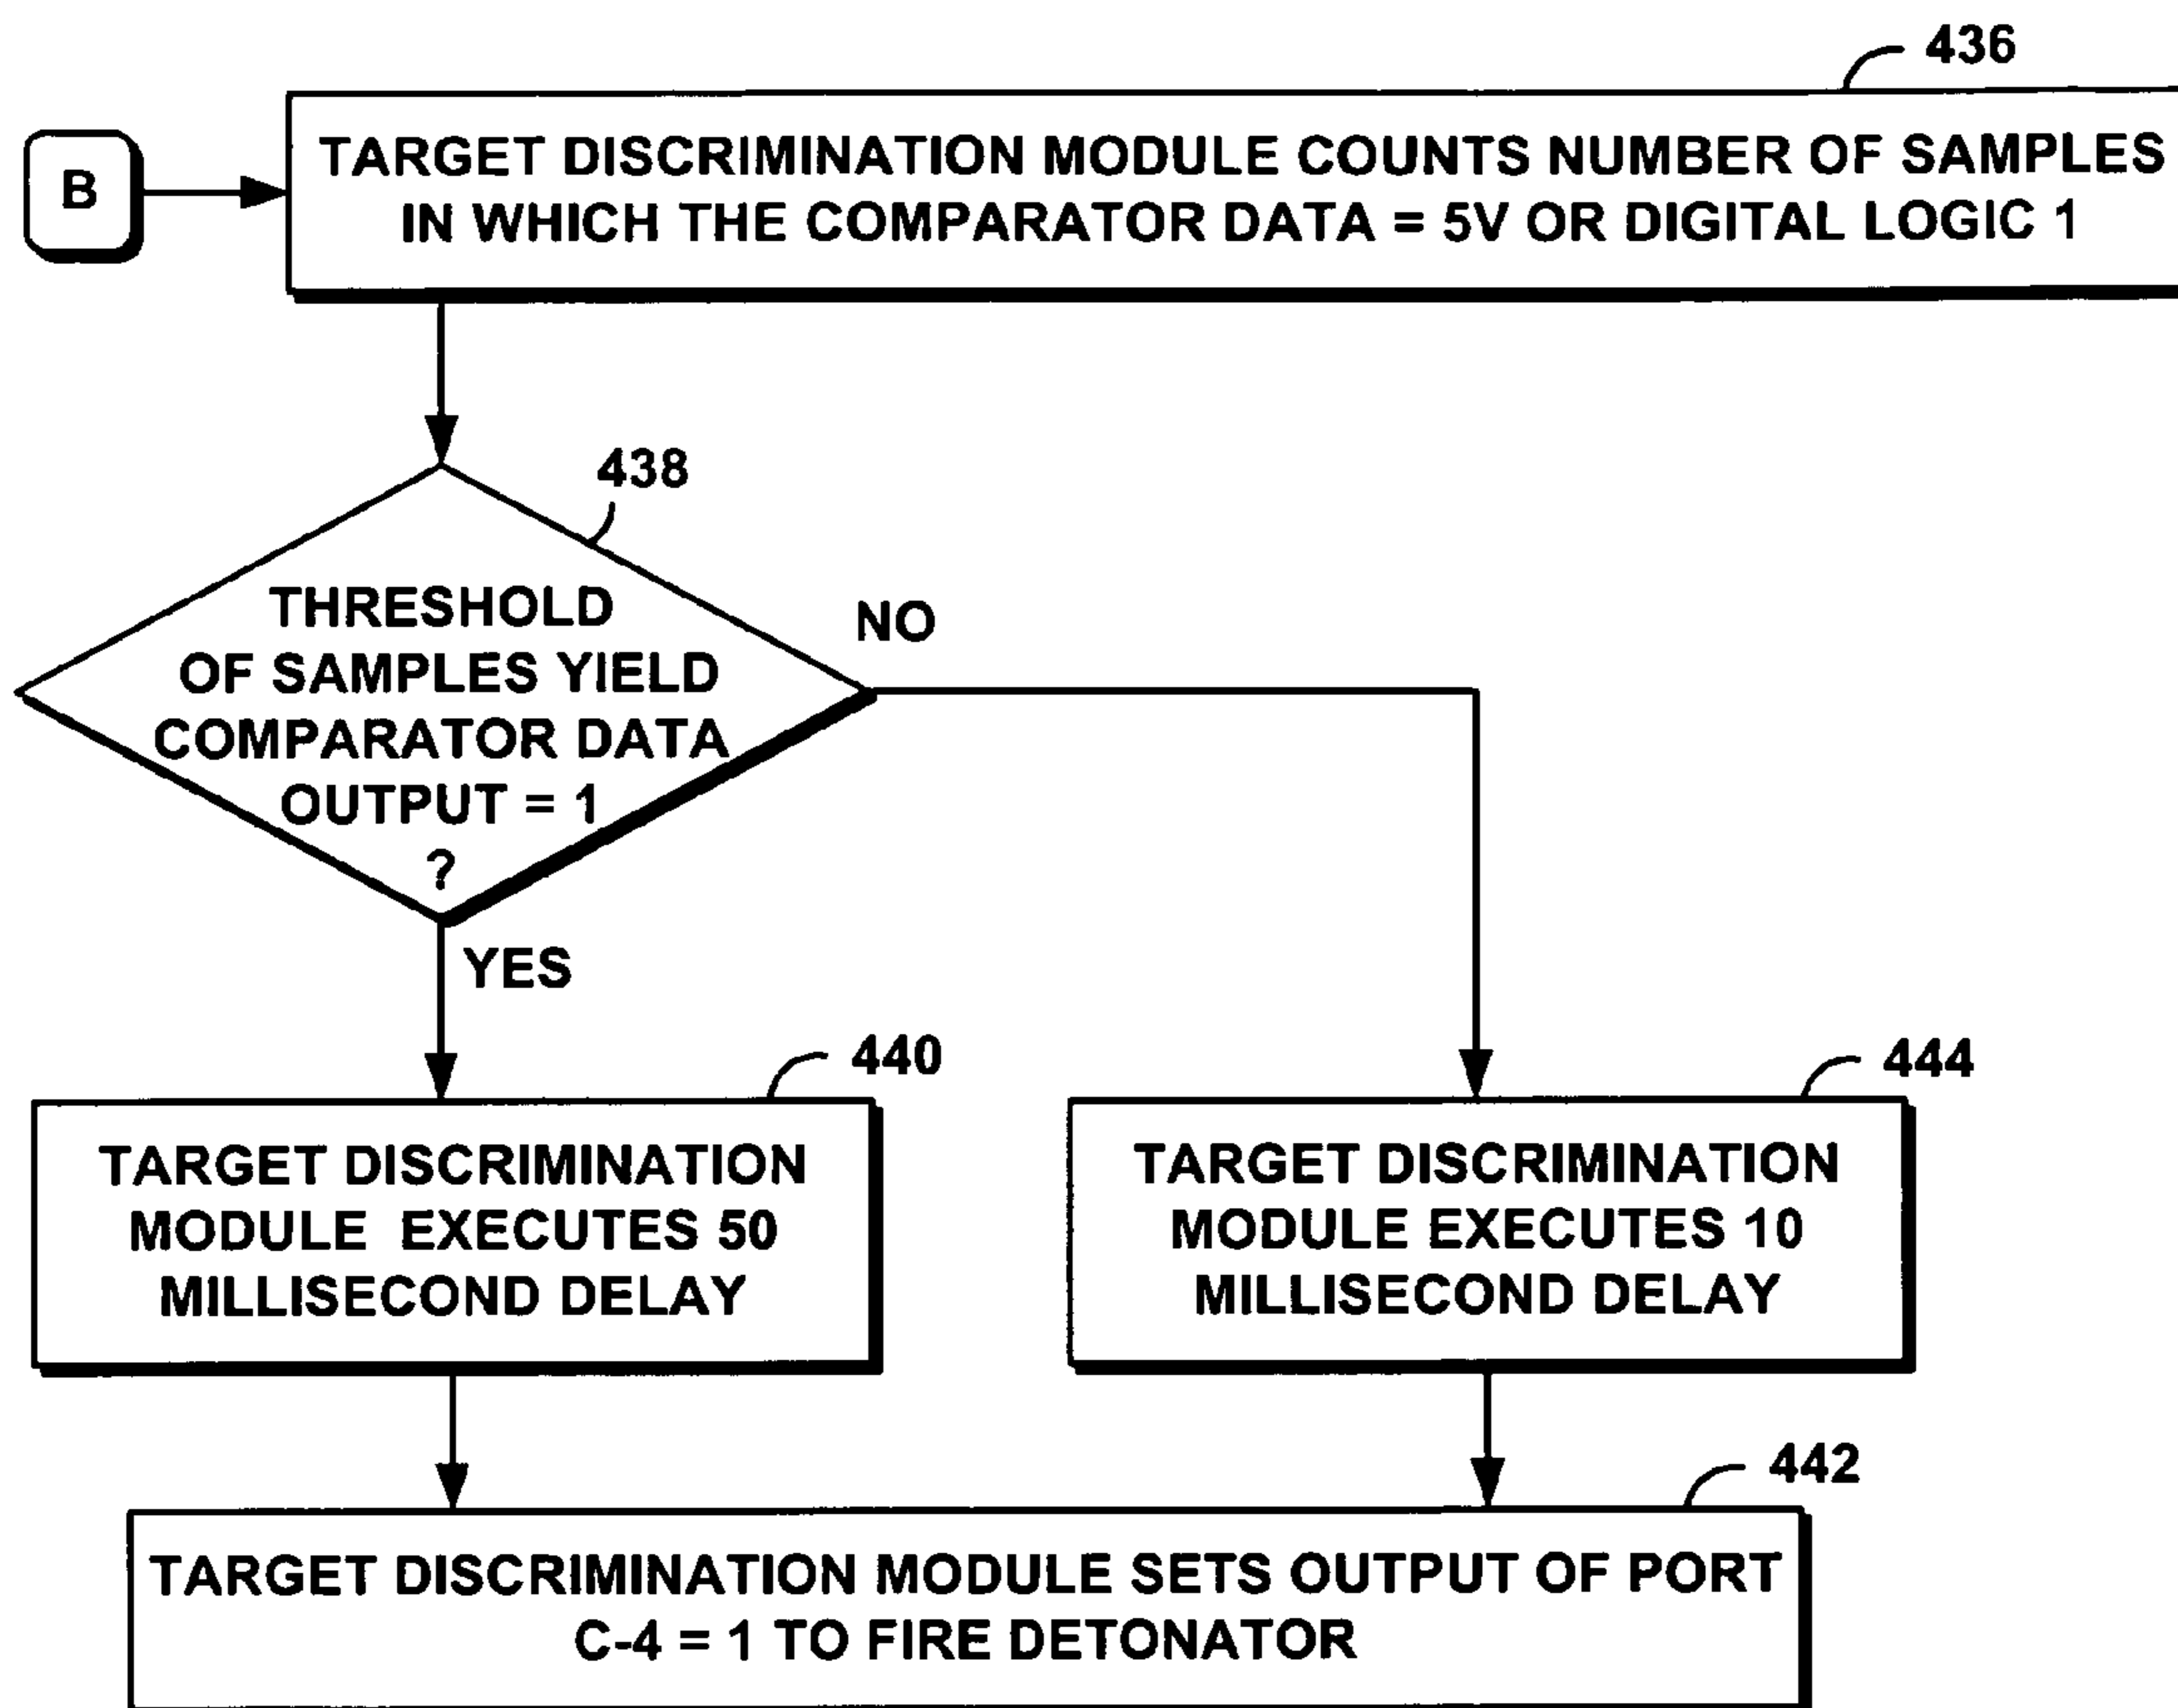 436
B
TARGET DISCRIMINATION MODULE COUNTS NUMBER OF SAMPLES
IN WHICH THE COMPARATOR DATA = 5V OR DIGITAL LOGIC 1
438
THRESHOLD
OF SAMPLES YIELD
COMPARATOR DATA
OUTPUT = 1
?
NO
YES
440
TARGET DISCRIMINATION
MODULE EXECUTES 50
MILLISECOND DELAY
444
TARGET DISCRIMINATION
MODULE EXECUTES 10
MILLISECOND DELAY
442
TARGET DISCRIMINATION MODULE SETS OUTPUT OF PORT
C-4 = 1 TO FIRE DETONATOR